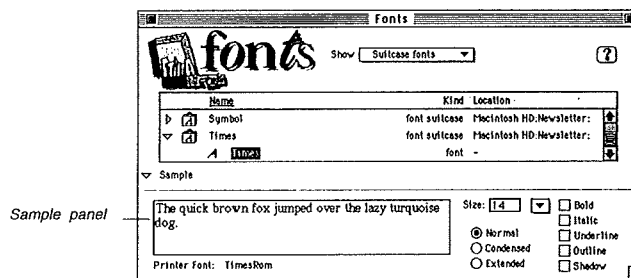 Fonts
fonts
Show Suitcase fonts
?
Name Kind Location
Symbol font suitcase Macintosh HD:Newsletter:
Times font suitcase Macintosh HD:Newsletter:
Times font -
Sample
Sample panel
The quick brown fox jumped over the lazy turquoise
dog.
Size: 14
Bold
Italic
Normal
Underline
Condensed
Outline
Extended
Shadow
Printer Font: TimesRom